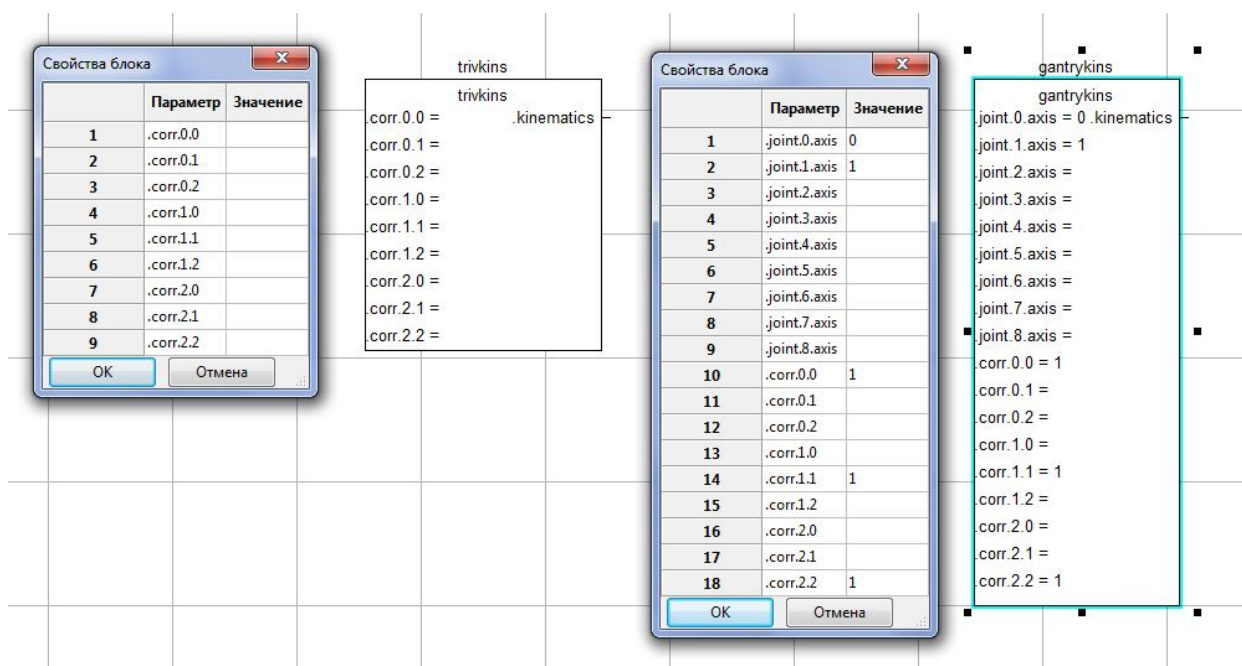 Свойства блока
Параметр Значение
1 .corr.0.0
2 .corr.0.1
3 .corr.0.2
4 .corr.1.0
5 .corr.1.1
6 .corr.1.2
7 .corr.2.0
8 .corr.2.1
9 .corr.2.2
OK Отмена
trivkins
trivkins
.corr.0.0 = .kinematics
.corr.0.1 =
.corr.0.2 =
.corr.1.0 =
.corr.1.1 =
.corr.1.2 =
.corr.2.0 =
.corr.2.1 =
.corr.2.2 =
Свойства блока
Параметр Значение
1 .joint.0.axis 0
2 .joint.1.axis 1
3 .joint.2.axis
4 .joint.3.axis
5 .joint.4.axis
6 .joint.5.axis
7 .joint.6.axis
8 .joint.7.axis
9 .joint.8.axis
10 .corr.0.0 1
11 .corr.0.1
12 .corr.0.2
13 .corr.1.0
14 .corr.1.1 1
15 .corr.1.2
16 .corr.2.0
17 .corr.2.1
18 .corr.2.2 1
OK Отмена
gantrykins
gantrykins
.joint.0.axis = 0 .kinematics
.joint.1.axis = 1
.joint.2.axis =
.joint.3.axis =
.joint.4.axis =
.joint.5.axis =
.joint.6.axis =
.joint.7.axis =
.joint.8.axis =
.corr.0.0 = 1
.corr.0.1 =
.corr.0.2 =
.corr.1.0 =
.corr.1.1 = 1
.corr.1.2 =
.corr.2.0 =
.corr.2.1 =
.corr.2.2 = 1